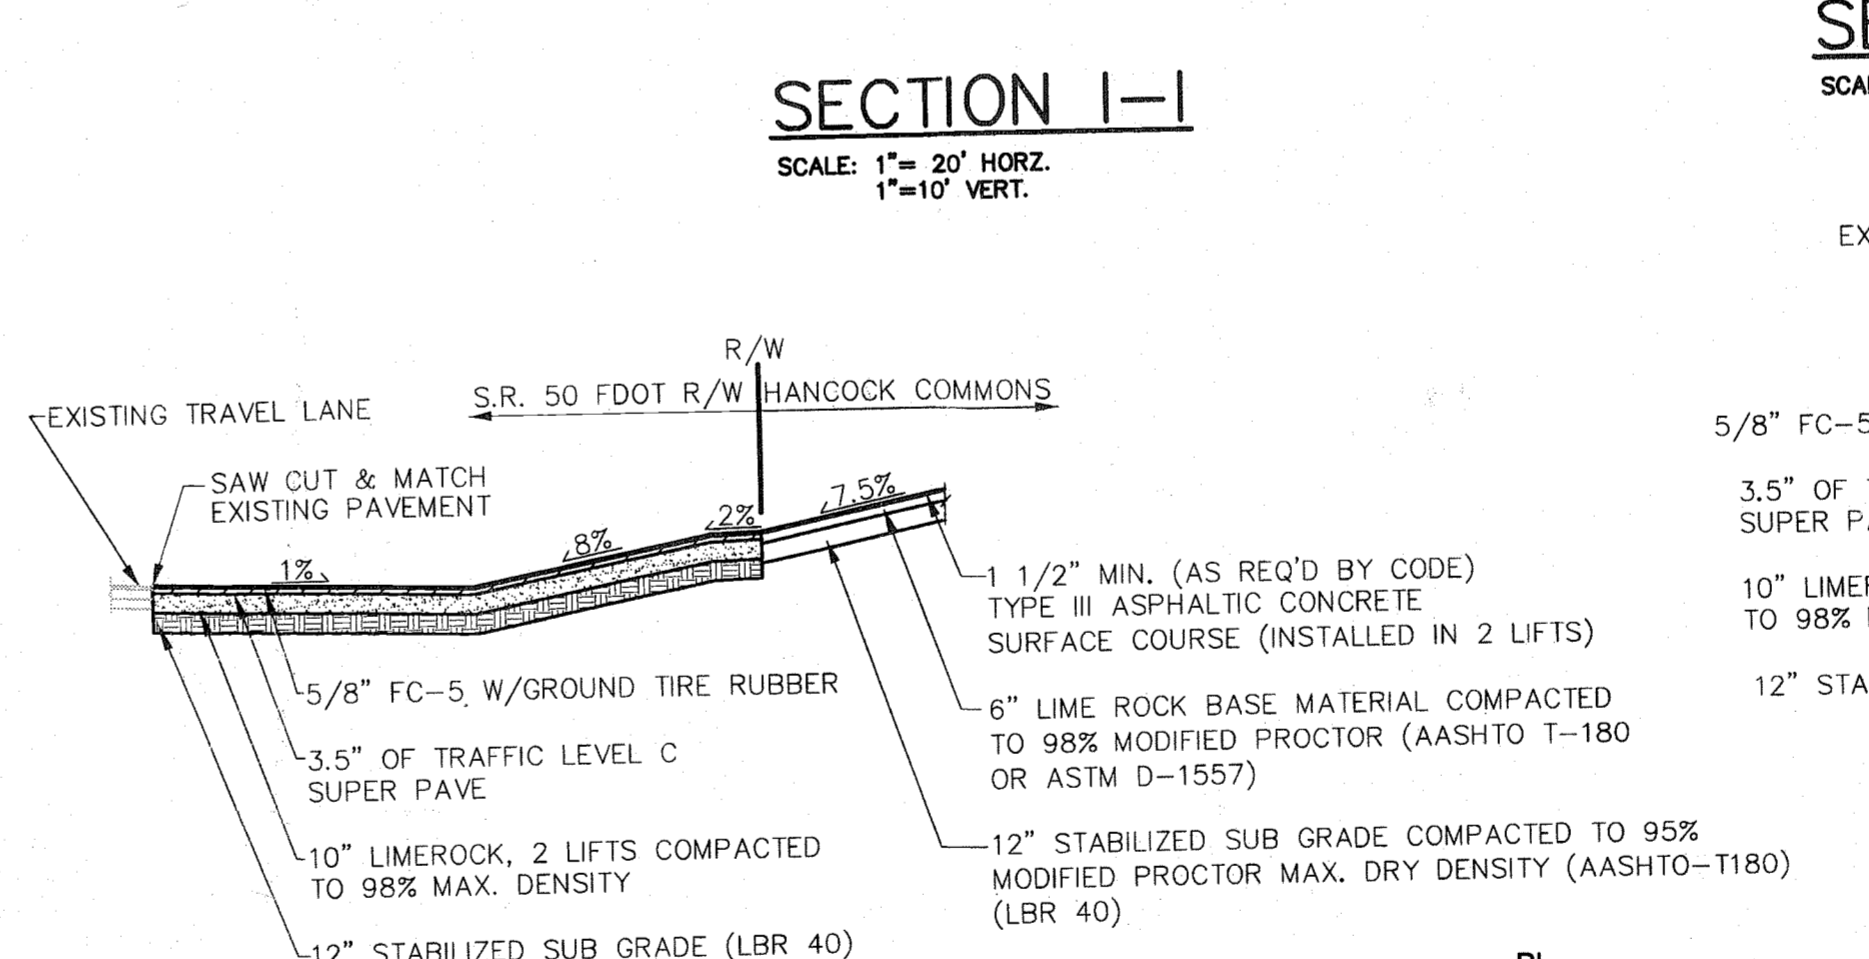 SECTION I-I
SCALE: 1"= 20' HORZ.
1"=10' VERT.
R/W
S.R. 50 FDOT R/W
HANCOCK COMMONS
EXISTING TRAVEL LANE
SAW CUT & MATCH
EXISTING PAVEMENT
1%
8%
2%
7.5%
5/8" FC-5 W/GROUND TIRE RUBBER
3.5" OF TRAFFIC LEVEL C
SUPER PAVE
10" LIMEROCK, 2 LIFTS COMPACTED
TO 98% MAX. DENSITY
12" STABILIZED SUB GRADE (LBR 40)
1 1/2" MIN. (AS REQ'D BY CODE)
TYPE III ASPHALTIC CONCRETE
SURFACE COURSE (INSTALLED IN 2 LIFTS)
6" LIME ROCK BASE MATERIAL COMPACTED
TO 98% MODIFIED PROCTOR (AASHTO T-180
OR ASTM D-1557)
12" STABILIZED SUB GRADE COMPACTED TO 95%
MODIFIED PROCTOR MAX. DRY DENSITY (AASHTO-T180)
(LBR 40)
5/8" FC-5
3.5" OF
SUPER
10"
TO 98%
12"